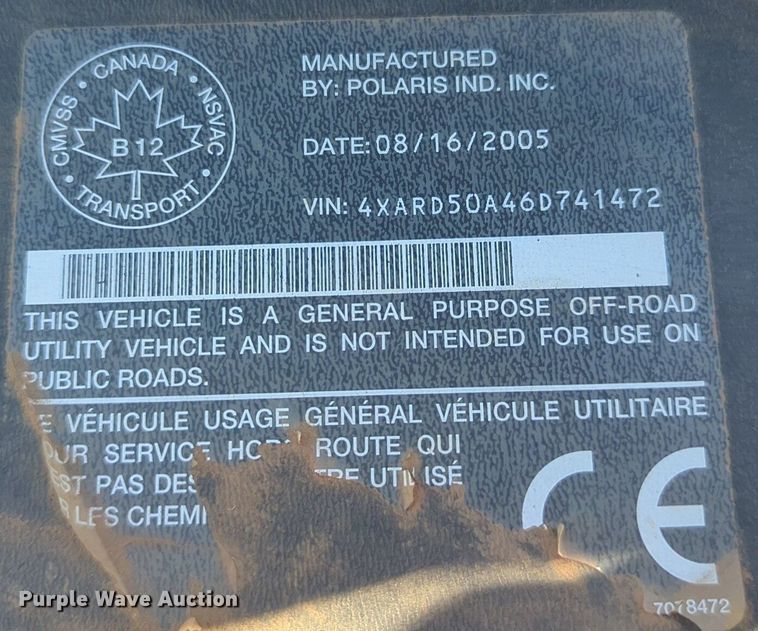 CANADA
CMVSS
NSVAC
B12
TRANSPORT
MANUFACTURED
BY: POLARIS IND. INC.
DATE: 08/16/2005
VIN: 4XARD50A46D741472
THIS VEHICLE IS A GENERAL PURPOSE OFF-ROAD
UTILITY VEHICLE AND IS NOT INTENDED FOR USE ON
PUBLIC ROADS.
VÉHICULE USAGE GÉNÉRAL VÉHICULE UTILITAIRE
SERVICE ROUTE QUI
PAS UTILISÉ
LES
CE
7078472
Purple Wave Auction